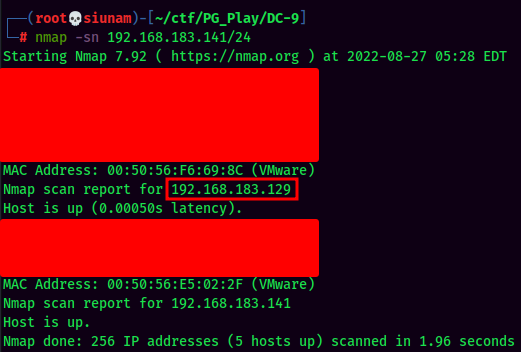 ┌──(root💀siunam)-[~/ctf/PG_Play/DC-9]
└─# nmap -sn 192.168.183.141/24
Starting Nmap 7.92 ( https://nmap.org ) at 2022-08-27 05:28 EDT
MAC Address: 00:50:56:F6:69:8C (VMware)
Nmap scan report for 192.168.183.129
Host is up (0.00050s latency).
MAC Address: 00:50:56:E5:02:2F (VMware)
Nmap scan report for 192.168.183.141
Host is up.
Nmap done: 256 IP addresses (5 hosts up) scanned in 1.96 seconds